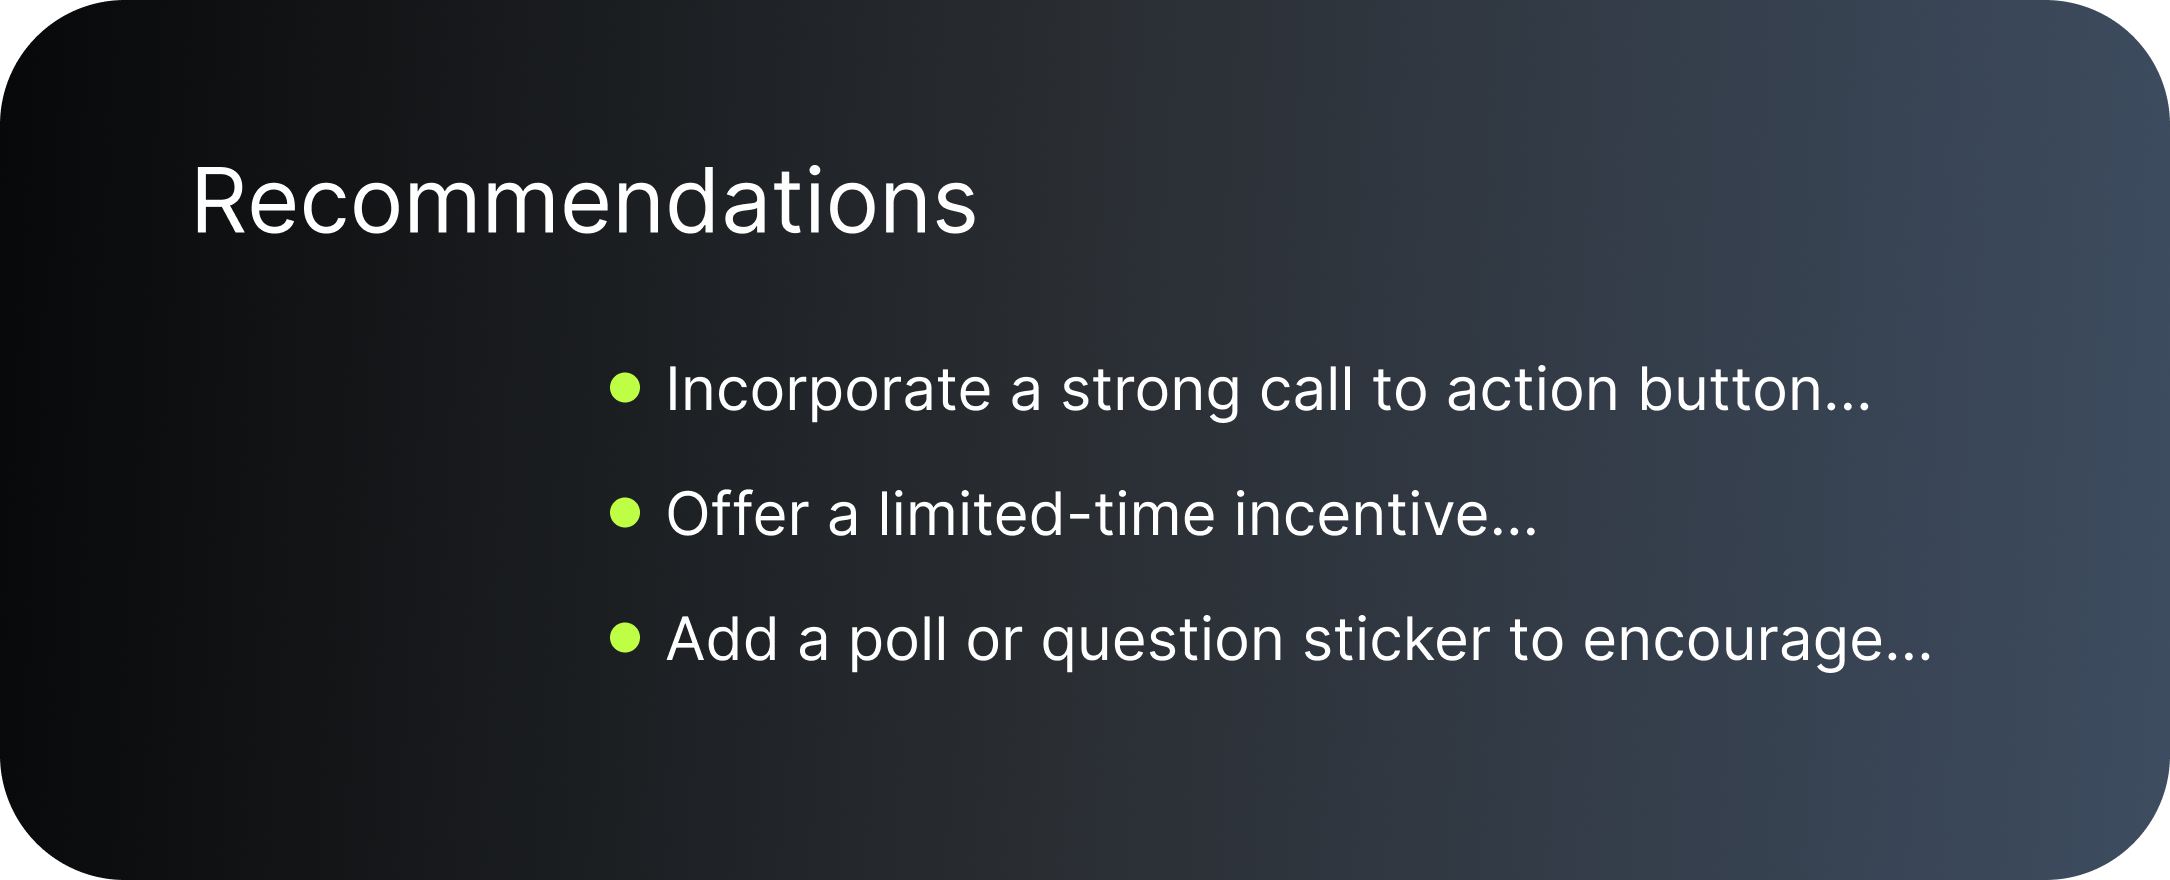 Recommendations
Incorporate a strong call to action button...
Offer a limited-time incentive...
Add a poll or question sticker to encourage...